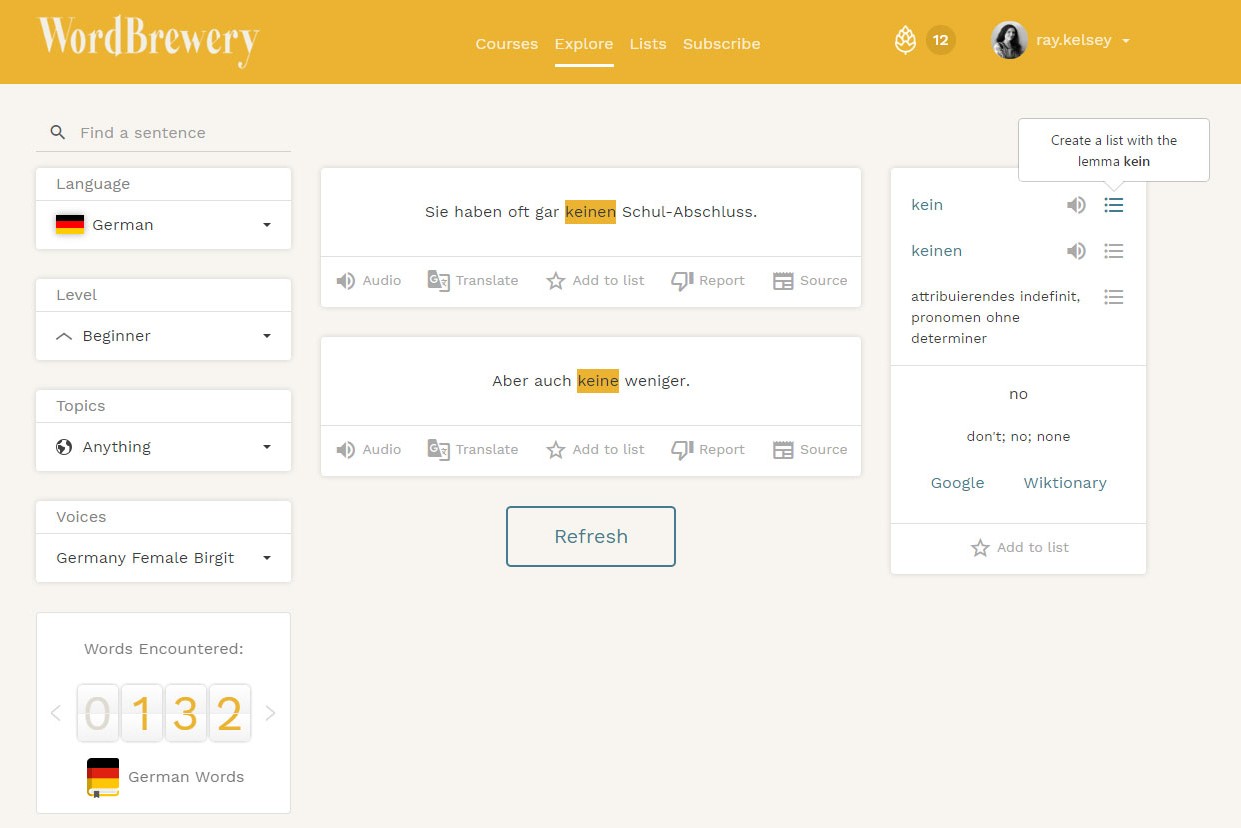 WordBrewery
Courses Explore Lists Subscribe
12
ray.kelsey
Find a sentence
Language
German
Level
Beginner
Topics
Anything
Voices
Germany Female Birgit
Words Encountered:
0132
German Words
Sie haben oft gar keinen Schul-Abschluss.
Audio Translate Add to list Report Source
Aber auch keine weniger.
Audio Translate Add to list Report Source
Refresh
Create a list with the
lemma kein
kein
keinen
attribuierendes indefinit,
pronomen ohne
determiner
no
don't; no; none
Google Wiktionary
Add to list